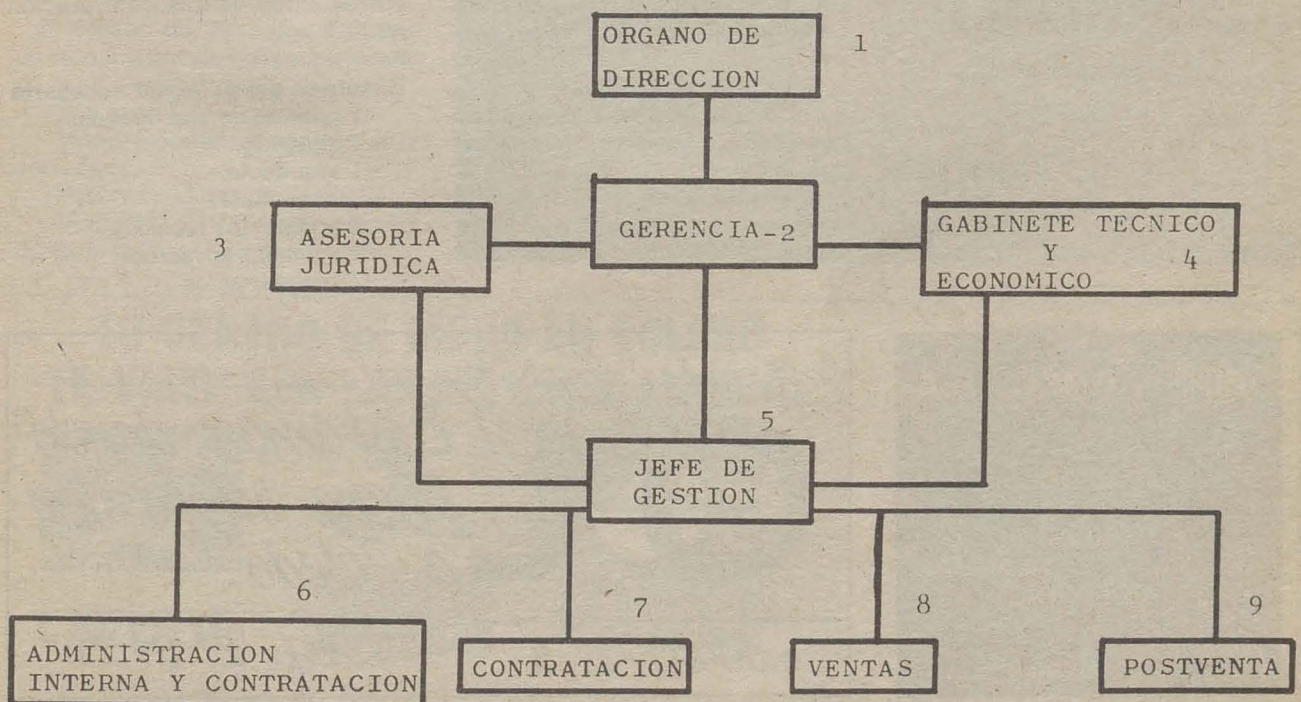 ORGANO DE
DIRECCION
1
GERENCIA-2
3
ASESORIA
JURIDICA
GABINETE TECNICO
Y
ECONOMICO
4
5
JEFE DE
GESTION
6
ADMINISTRACION
INTERNA Y CONTRATACION
7
CONTRATACION
8
VENTAS
9
POSTVENTA